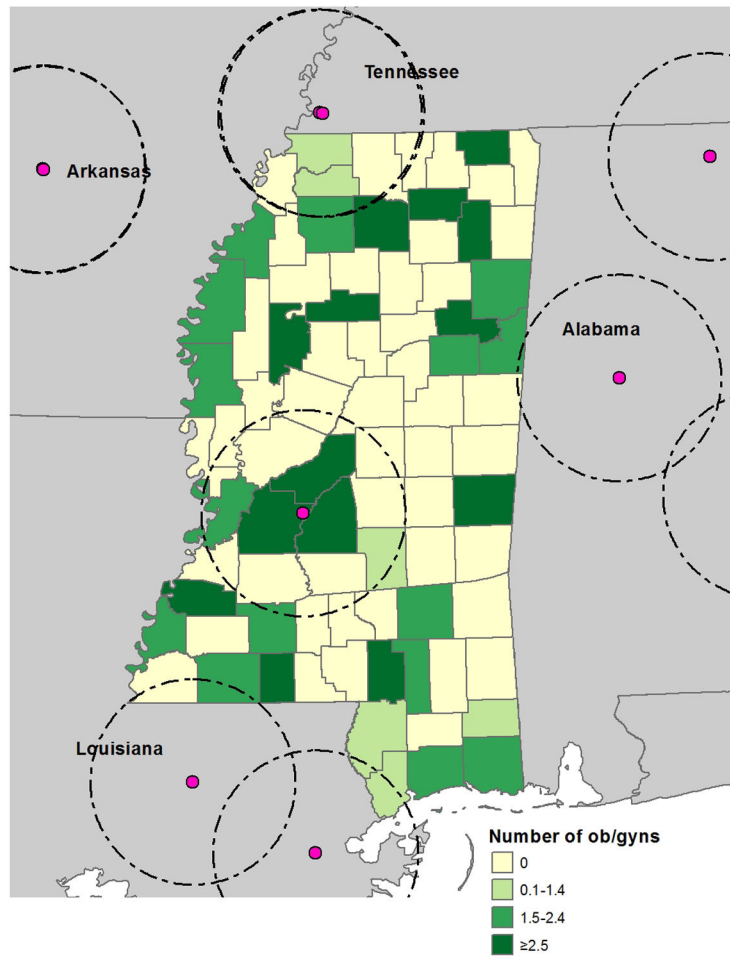 Tennessee
Arkansas
Alabama
Louisiana
Number of ob/gyns
0
0.1-1.4
1.5-2.4
≥2.5